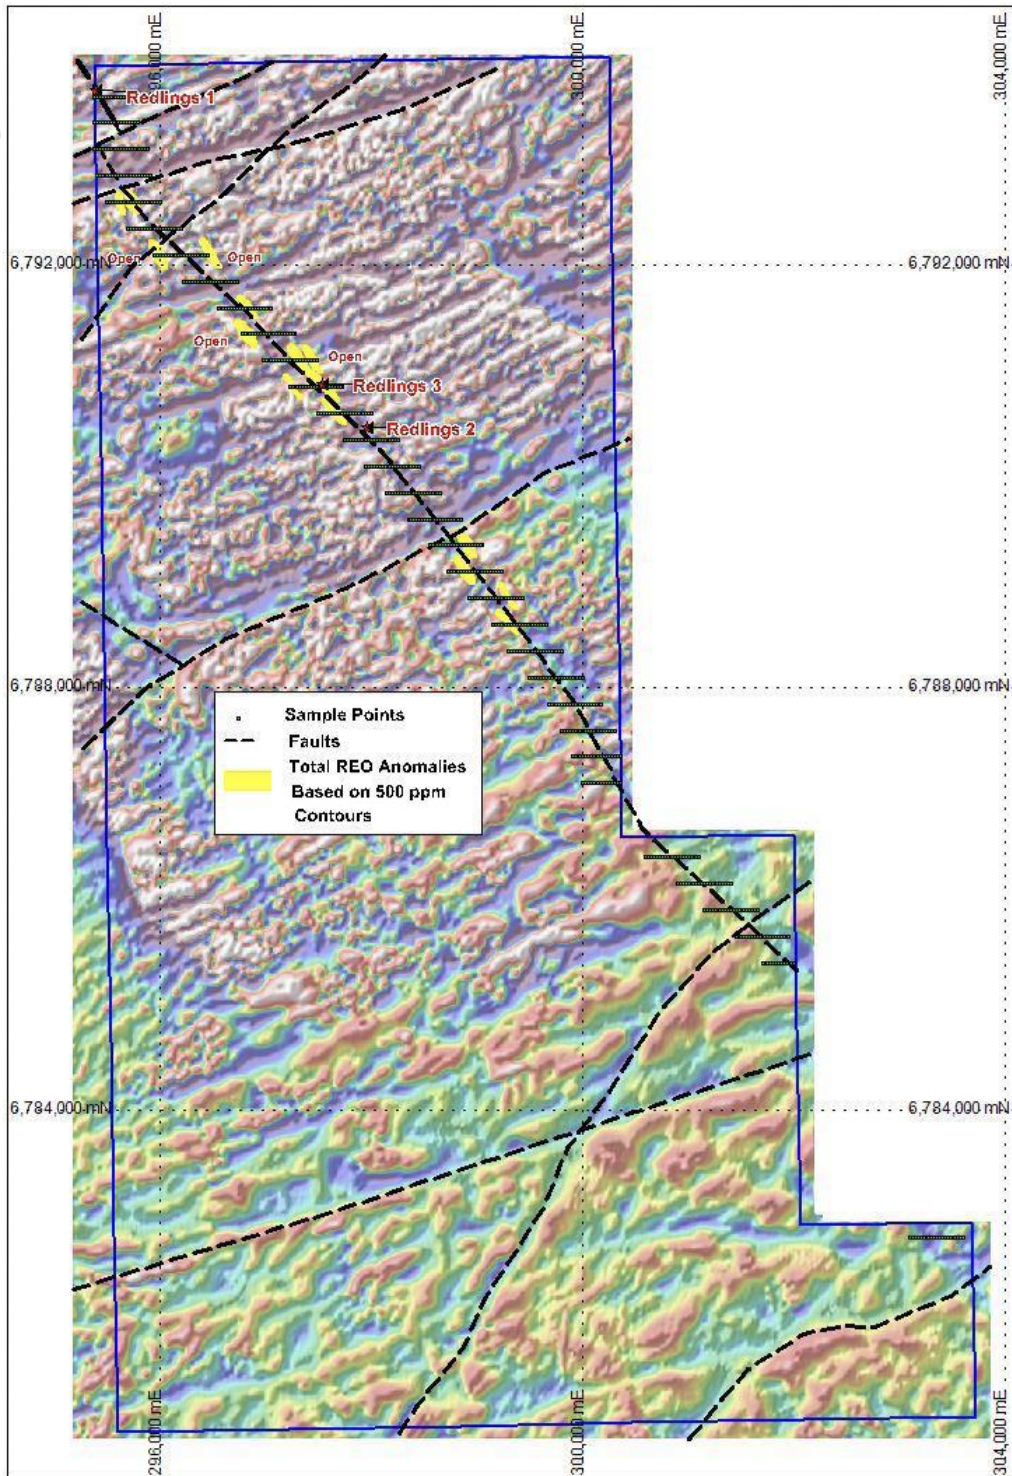 296,000 mE
300,000 mE
304,000 mE
Redlings 1
Open
Open
6,792,000 mN
6,792,000 mN
Open
Open
Redlings 3
Redlings 2
6,788,000 mN
6,788,000 mN
Sample Points
Faults
Total REO Anomalies
Based on 500 ppm
Contours
6,784,000 mN
6,784,000 mN
296,000 mE
300,000 mE
304,000 mE